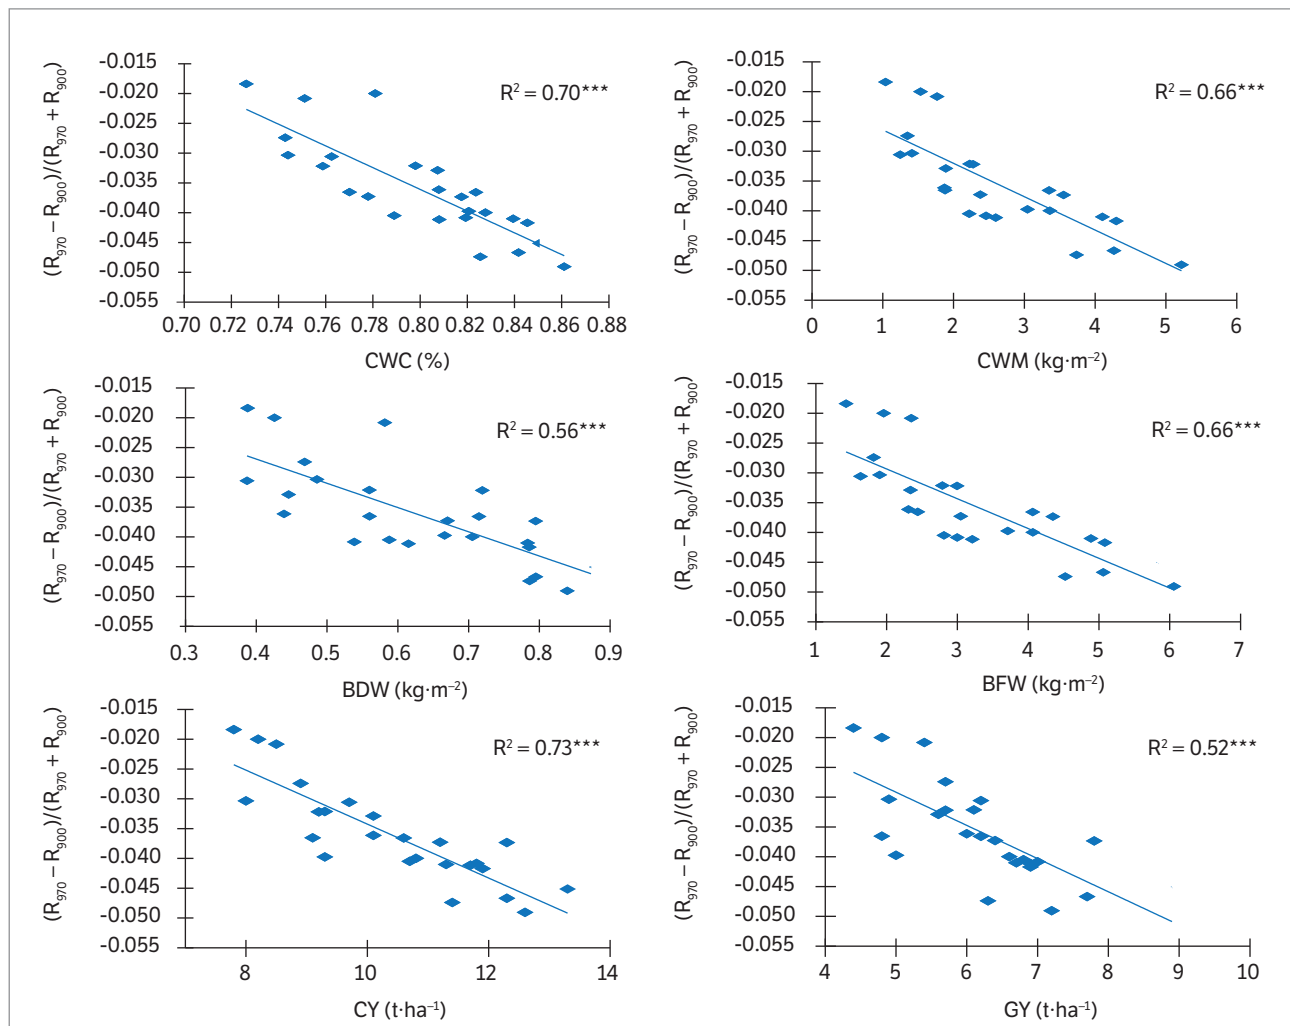 (R970 – R900)/(R970 + R900)
-0.015
-0.020
-0.025
-0.030
-0.035
-0.040
-0.045
-0.050
-0.055
R2 = 0.70***
0.70 0.72 0.74 0.76 0.78 0.80 0.82 0.84 0.86 0.88
CWC (%)
(R970 – R900)/(R970 + R900)
-0.015
-0.020
-0.025
-0.030
-0.035
-0.040
-0.045
-0.050
-0.055
R2 = 0.66***
0 1 2 3 4 5 6
CWM (kg·m–2)
(R970 – R900)/(R970 + R900)
-0.015
-0.020
-0.025
-0.030
-0.035
-0.040
-0.045
-0.050
-0.055
R2 = 0.56***
0.3 0.4 0.5 0.6 0.7 0.8 0.9
BDW (kg·m–2)
(R970 – R900)/(R970 + R900)
-0.015
-0.020
-0.025
-0.030
-0.035
-0.040
-0.045
-0.050
-0.055
R2 = 0.66***
1 2 3 4 5 6 7
BFW (kg·m–2)
(R970 – R900)/(R970 + R900)
-0.015
-0.020
-0.025
-0.030
-0.035
-0.040
-0.045
-0.050
-0.055
R2 = 0.73***
8 10 12 14
CY (t·ha–1)
(R970 – R900)/(R970 + R900)
-0.015
-0.020
-0.025
-0.030
-0.035
-0.040
-0.045
-0.050
-0.055
R2 = 0.52***
4 5 6 7 8 9 10
GY (t·ha–1)